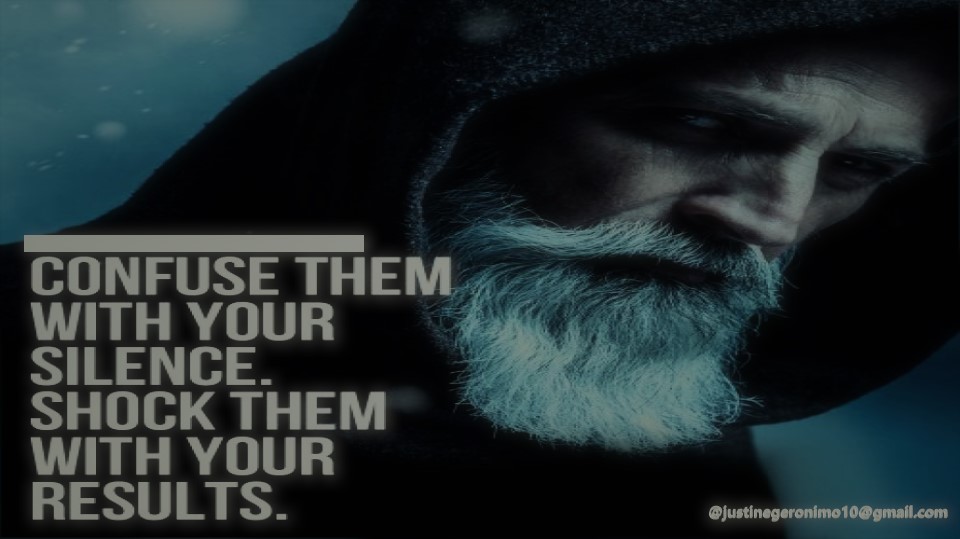 CONFUSE THEM
WITH YOUR
SILENCE.
SHOCK THEM
WITH YOUR
RESULTS.
@justinegeronimo10@gmail.com